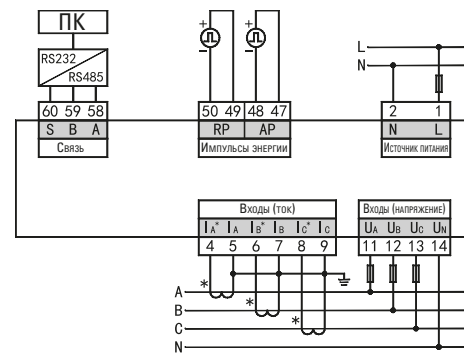 ПК
RS232
RS485
60 59 58
S B A
Связь
+ +
− −
50 49 48 47
RP AP
Импульсы энергии
L
N
2 1
N L
Источник питания
Входы (ток)
IA* IA IB* IB IC* IC
4 5 6 7 8 9
Входы (напряжение)
UA UB UC UN
11 12 13 14
*
*
*
A
B
C
N